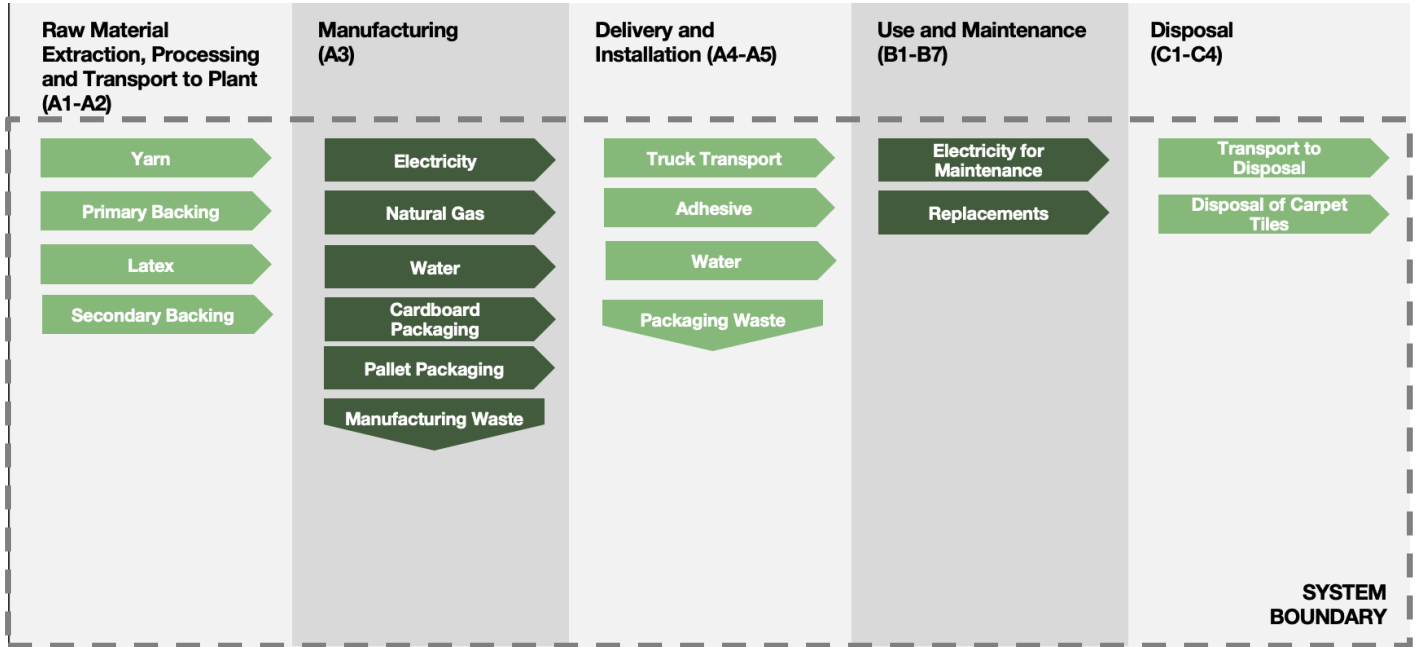 Raw Material
Extraction, Processing
and Transport to Plant
(A1-A2)
Yarn
Primary Backing
Latex
Secondary Backing
Manufacturing
(A3)
Electricity
Natural Gas
Water
Cardboard
Packaging
Pallet Packaging
Manufacturing Waste
Delivery and
Installation (A4-A5)
Truck Transport
Adhesive
Water
Packaging Waste
Use and Maintenance
(B1-B7)
Electricity for
Maintenance
Replacements
Disposal
(C1-C4)
Transport to
Disposal
Disposal of Carpet
Tiles
SYSTEM
BOUNDARY